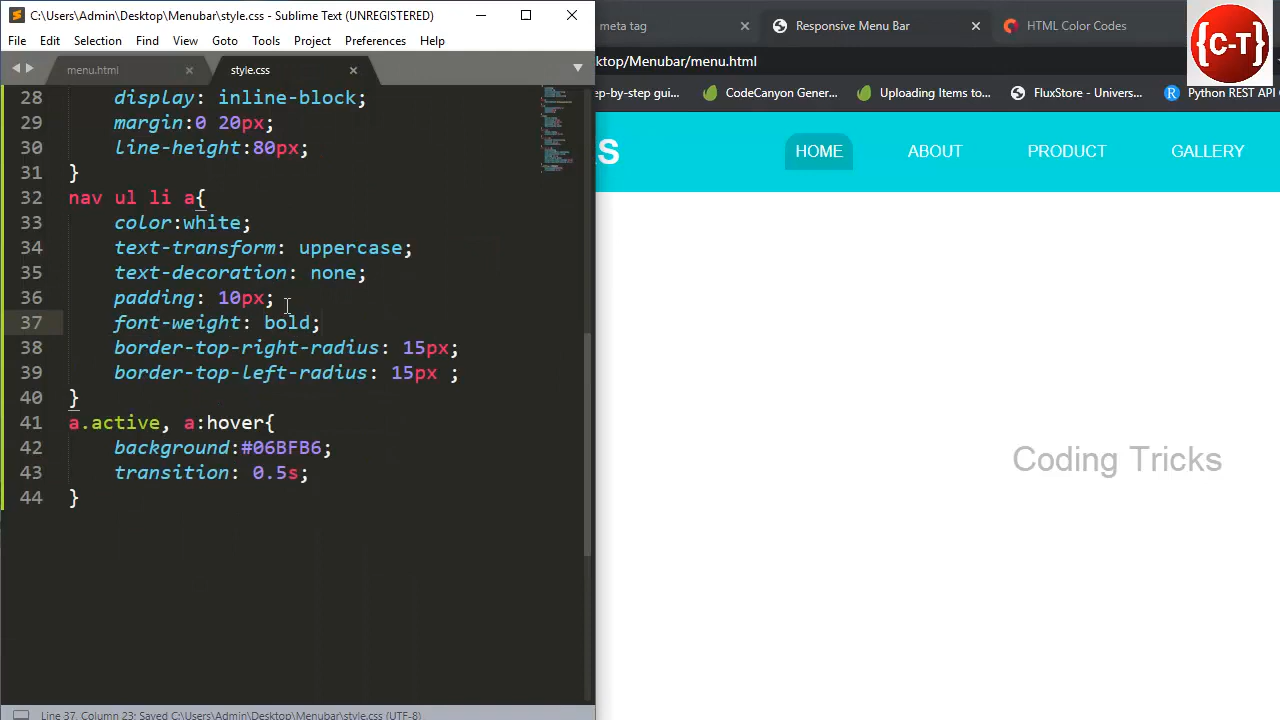 C:\Users\Admin\Desktop\Menubar\style.css - Sublime Text (UNREGISTERED)
File Edit Selection Find View Goto Tools Project Preferences Help
menu.html
style.css
28 display: inline-block;
29 margin:0 20px;
30 line-height:80px;
31 }
32 nav ul li a{
33 color:white;
34 text-transform: uppercase;
35 text-decoration: none;
36 padding: 10px;
37 font-weight: bold;
38 border-top-right-radius: 15px;
39 border-top-left-radius: 15px ;
40 }
41 a.active, a:hover{
42 background:#06BFB6;
43 transition: 0.5s;
44 }
Line 37, Column 23; Saved C:\Users\Admin\Desktop\Menubar\style.css (UTF-8)
meta tag
Responsive Menu Bar
HTML Color Codes
{C-T}
ktop/Menubar/menu.html
ep-by-step gui...
CodeCanyon Gener...
Uploading Items to...
FluxStore - Univers...
R Python REST API
S
HOME ABOUT PRODUCT GALLERY
Coding Tricks